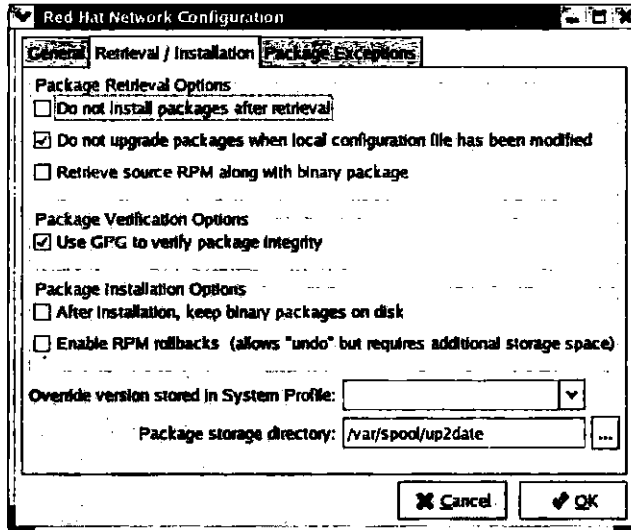 Red Hat Network Configuration
General Retrieval / Installation Package Exceptions
Package Retrieval Options
Do not install packages after retrieval
Do not upgrade packages when local configuration file has been modified
Retrieve source RPM along with binary package
Package Verification Options
Use GPG to verify package integrity
Package Installation Options
After installation, keep binary packages on disk
Enable RPM rollbacks (allows "undo" but requires additional storage space)
Override version stored in System Profile:
Package storage directory: /var/spool/up2date ...
Cancel OK